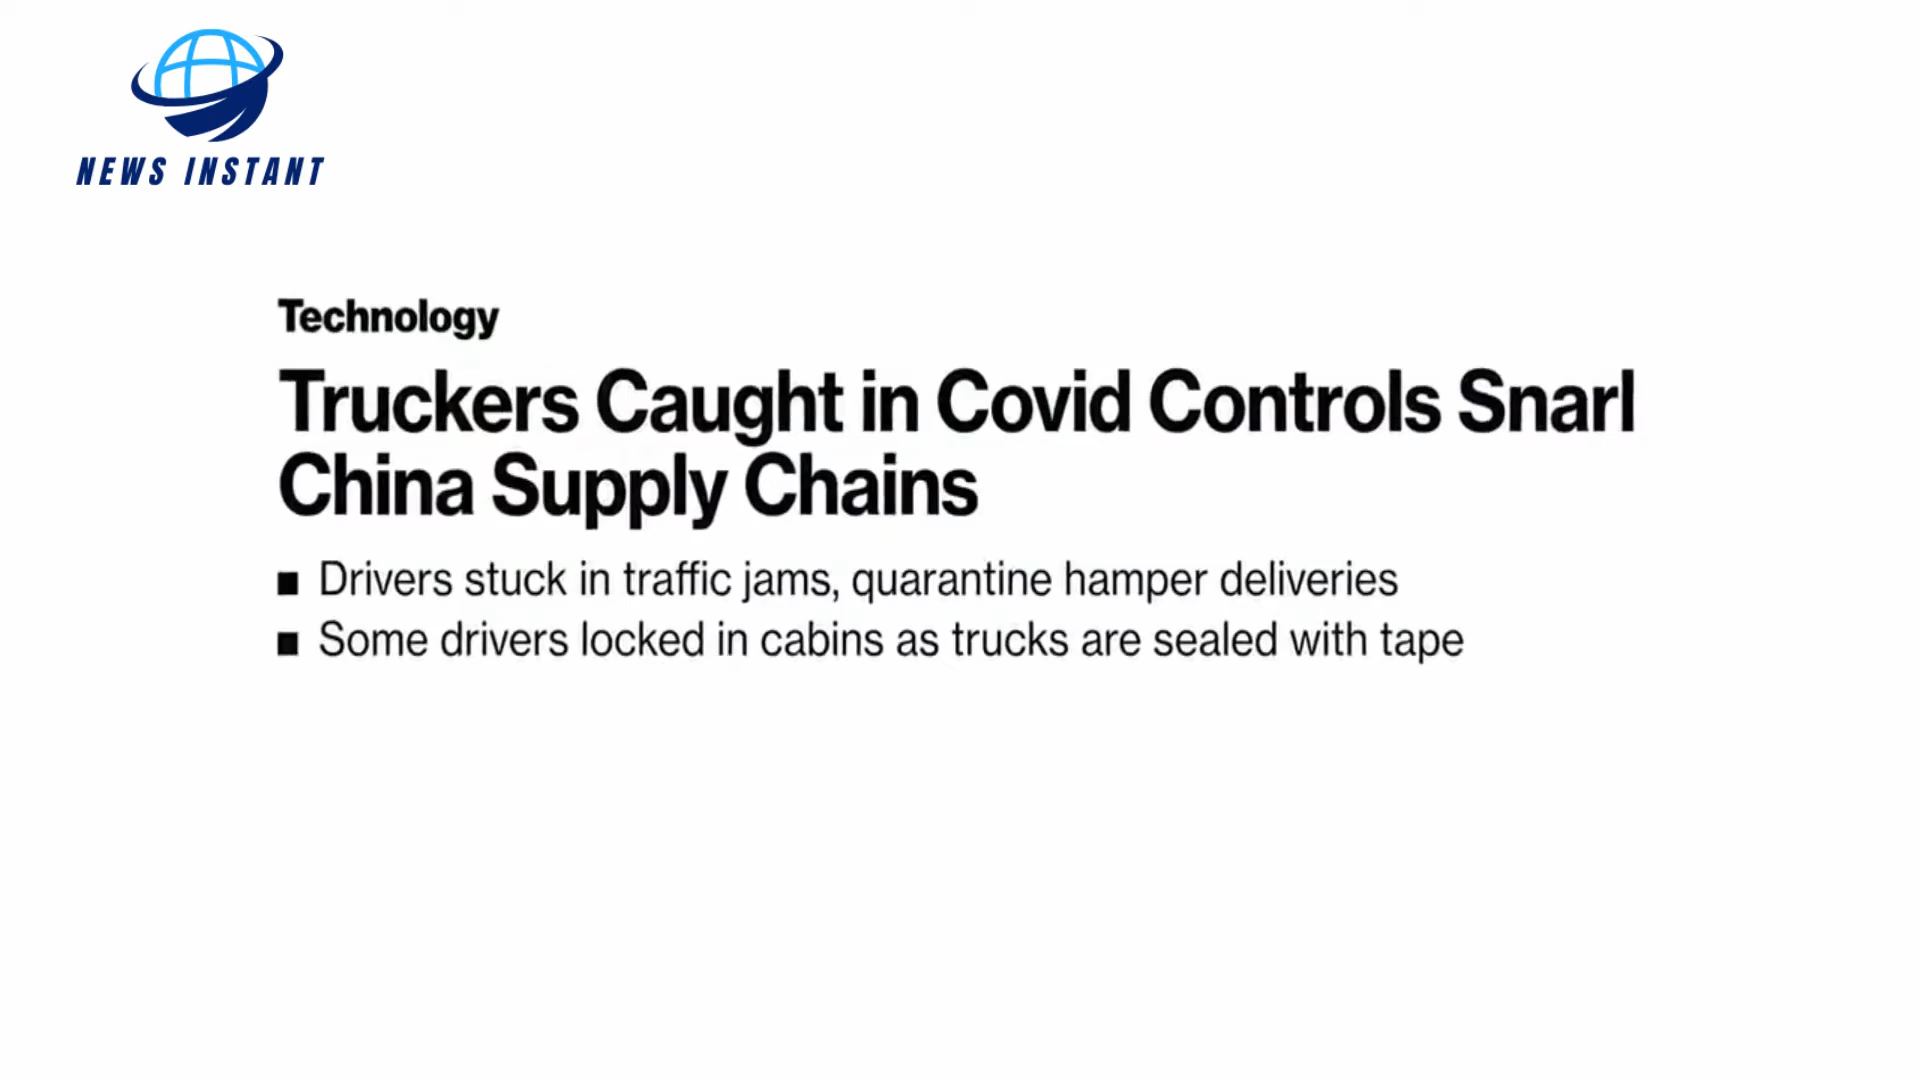 NEWS INSTANT
Technology
Truckers Caught in Covid Controls Snarl
China Supply Chains
■ Drivers stuck in traffic jams, quarantine hamper deliveries
■ Some drivers locked in cabins as trucks are sealed with tape